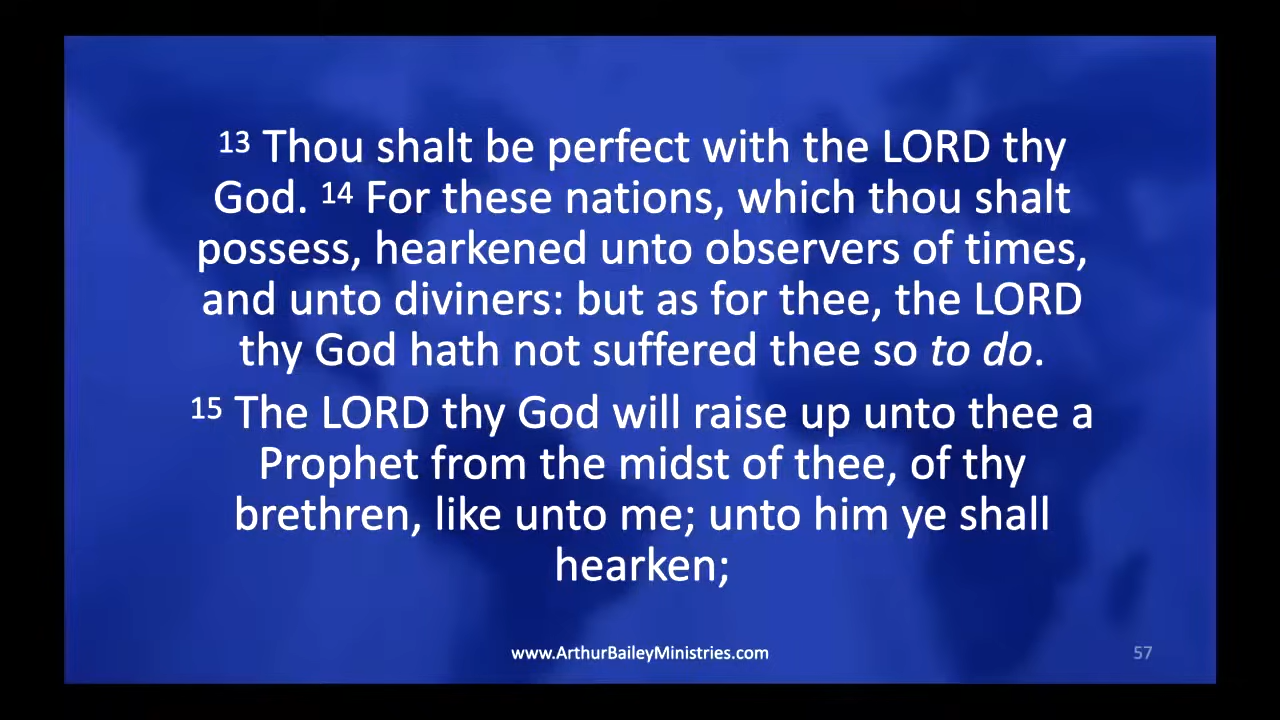 13 Thou shalt be perfect with the LORD thy
God. 14 For these nations, which thou shalt
possess, hearkened unto observers of times,
and unto diviners: but as for thee, the LORD
thy God hath not suffered thee so to do.
15 The LORD thy God will raise up unto thee a
Prophet from the midst of thee, of thy
brethren, like unto me; unto him ye shall
hearken;
www.ArthurBaileyMinistries.com
57